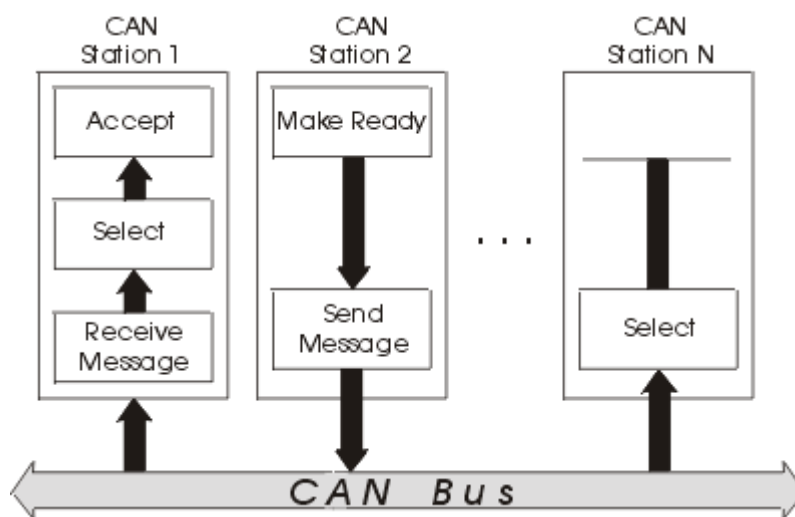 CAN
Station 1
CAN
Station 2
CAN
Station N
Accept
Select
Receive
Message
Make Ready
Send
Message
. . .
Select
CAN Bus